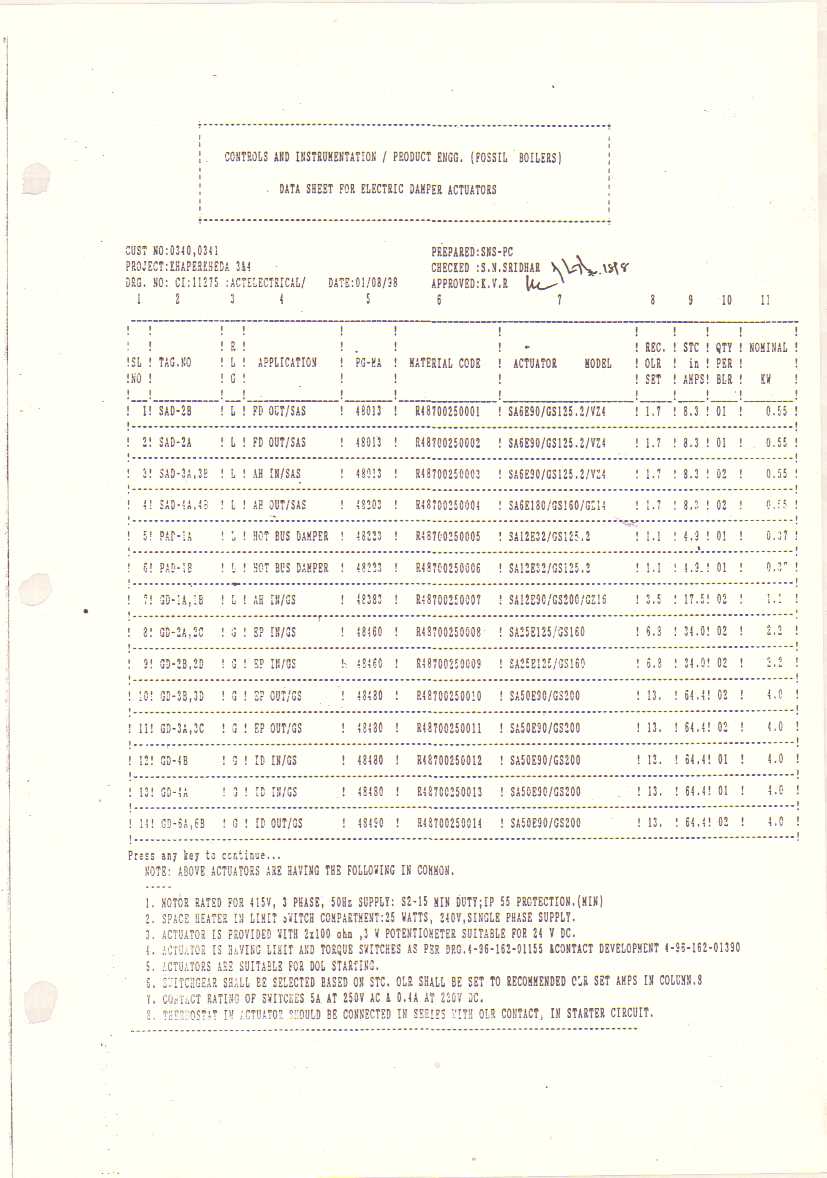 CONTROLS AND INSTRUMENTATION / PRODUCT ENGG. (FOSSIL BOILERS)
DATA SHEET FOR ELECTRIC DAMPER ACTUATORS
CUST NO:0340,0341 PREPARED:SNS-PC
PROJECT:KHAPERKHEDA 3&4 CHECKED :S.N.SRIDHAR
DRG. NO: CI:11275 :ACTELECTRICAL/ DATE:01/08/98 APPROVED:K.V.R
1 2 3 4 5 6 7 8 9 10 11
! ! ! R ! ! ! ! ! REC. ! STC ! QTY ! NOMINAL !
!SL ! TAG.NO ! L ! APPLICATION ! PG-MA ! MATERIAL CODE ! ACTUATOR MODEL ! OLR ! in ! PER ! !
!NO ! ! G ! ! ! ! ! SET ! AMPS! BLR ! KW !
! 1! SAD-2B ! L ! FD OUT/SAS ! 48013 ! R48700250001 ! SA6E90/GS125.2/VZ4 ! 1.7 ! 8.3 ! 01 ! 0.55 !
! 2! SAD-2A ! L ! FD OUT/SAS ! 48013 ! R48700250002 ! SA6E90/GS125.2/VZ4 ! 1.7 ! 8.3 ! 01 ! 0.55 !
! 3! SAD-3A,3B ! L ! AH IN/SAS ! 48013 ! R48700250003 ! SA6E90/GS125.2/VZ4 ! 1.7 ! 8.3 ! 02 ! 0.55 !
! 4! SAD-4A,4B ! L ! AH OUT/SAS ! 48203 ! R48700250004 ! SA6E180/GS160/GZ14 ! 1.7 ! 8.3 ! 02 ! 0.55 !
! 5! PAD-1A ! L ! HOT BUS DAMPER ! 48223 ! R48700250005 ! SA12E32/GS125.2 ! 1.1 ! 4.9 ! 01 ! 0.37 !
! 6! PAD-1B ! L ! HOT BUS DAMPER ! 48223 ! R48700250006 ! SA12E32/GS125.2 ! 1.1 ! 4.9 ! 01 ! 0.37 !
! 7! GD-1A,1B ! L ! AH IN/GS ! 48383 ! R48700250007 ! SA12E90/GS200/GZ16 ! 3.5 ! 17.5! 02 ! !
! 8! GD-2A,2C ! G ! EP IN/GS ! 48460 ! R48700250008 ! SA25E125/GS160 ! 6.8 ! 34.0! 02 ! 2.2 !
! 9! GD-2B,2D ! G ! EP IN/GS ! 48460 ! R48700250009 ! SA25E125/GS160 ! 6.8 ! 34.0! 02 ! 2.2 !
! 10! GD-3B,3D ! G ! EP OUT/GS ! 48480 ! R48700250010 ! SA50E90/GS200 ! 13. ! 64.4! 02 ! 4.0 !
! 11! GD-3A,3C ! G ! EP OUT/GS ! 48480 ! R48700250011 ! SA50E90/GS200 ! 13. ! 64.4! 02 ! 4.0 !
! 12! GD-4B ! G ! ID IN/GS ! 48480 ! R48700250012 ! SA50E90/GS200 ! 13. ! 64.4! 01 ! 4.0 !
! 13! GD-4A ! G ! ID IN/GS ! 48480 ! R48700250013 ! SA50E90/GS200 ! 13. ! 64.4! 01 ! 4.0 !
! 14! GD-6A,6B ! G ! ID OUT/GS ! 48490 ! R48700250014 ! SA50E90/GS200 ! 13. ! 64.4! 02 ! 4.0 !
Press any key to continue...
NOTE: ABOVE ACTUATORS ARE HAVING THE FOLLOWING IN COMMON.
1. MOTOR RATED FOR 415V, 3 PHASE, 50Hz SUPPLY: S2-15 MIN DUTY;IP 55 PROTECTION.(MIN)
2. SPACE HEATER IN LIMIT SWITCH COMPARTMENT:25 WATTS, 240V,SINGLE PHASE SUPPLY.
3. ACTUATOR IS PROVIDED WITH 2x100 ohm ,3 W POTENTIOMETER SUITABLE FOR 24 V DC.
4. ACTUATOR IS HAVING LIMIT AND TORQUE SWITCHES AS PER DRG.4-96-162-01155 &CONTACT DEVELOPMENT 4-96-162-01390
5. ACTUATORS ARE SUITABLE FOR DOL STARTING.
6. SWITCHGEAR SHALL BE SELECTED BASED ON STC. OLR SHALL BE SET TO RECOMMENDED OLR SET AMPS IN COLUMN.8
7. CONTACT RATING OF SWITCHES 5A AT 250V AC & 0.4A AT 220V DC.
8. THERMOSTAT IN ACTUATOR SHOULD BE CONNECTED IN SERIES WITH OLR CONTACT, IN STARTER CIRCUIT.